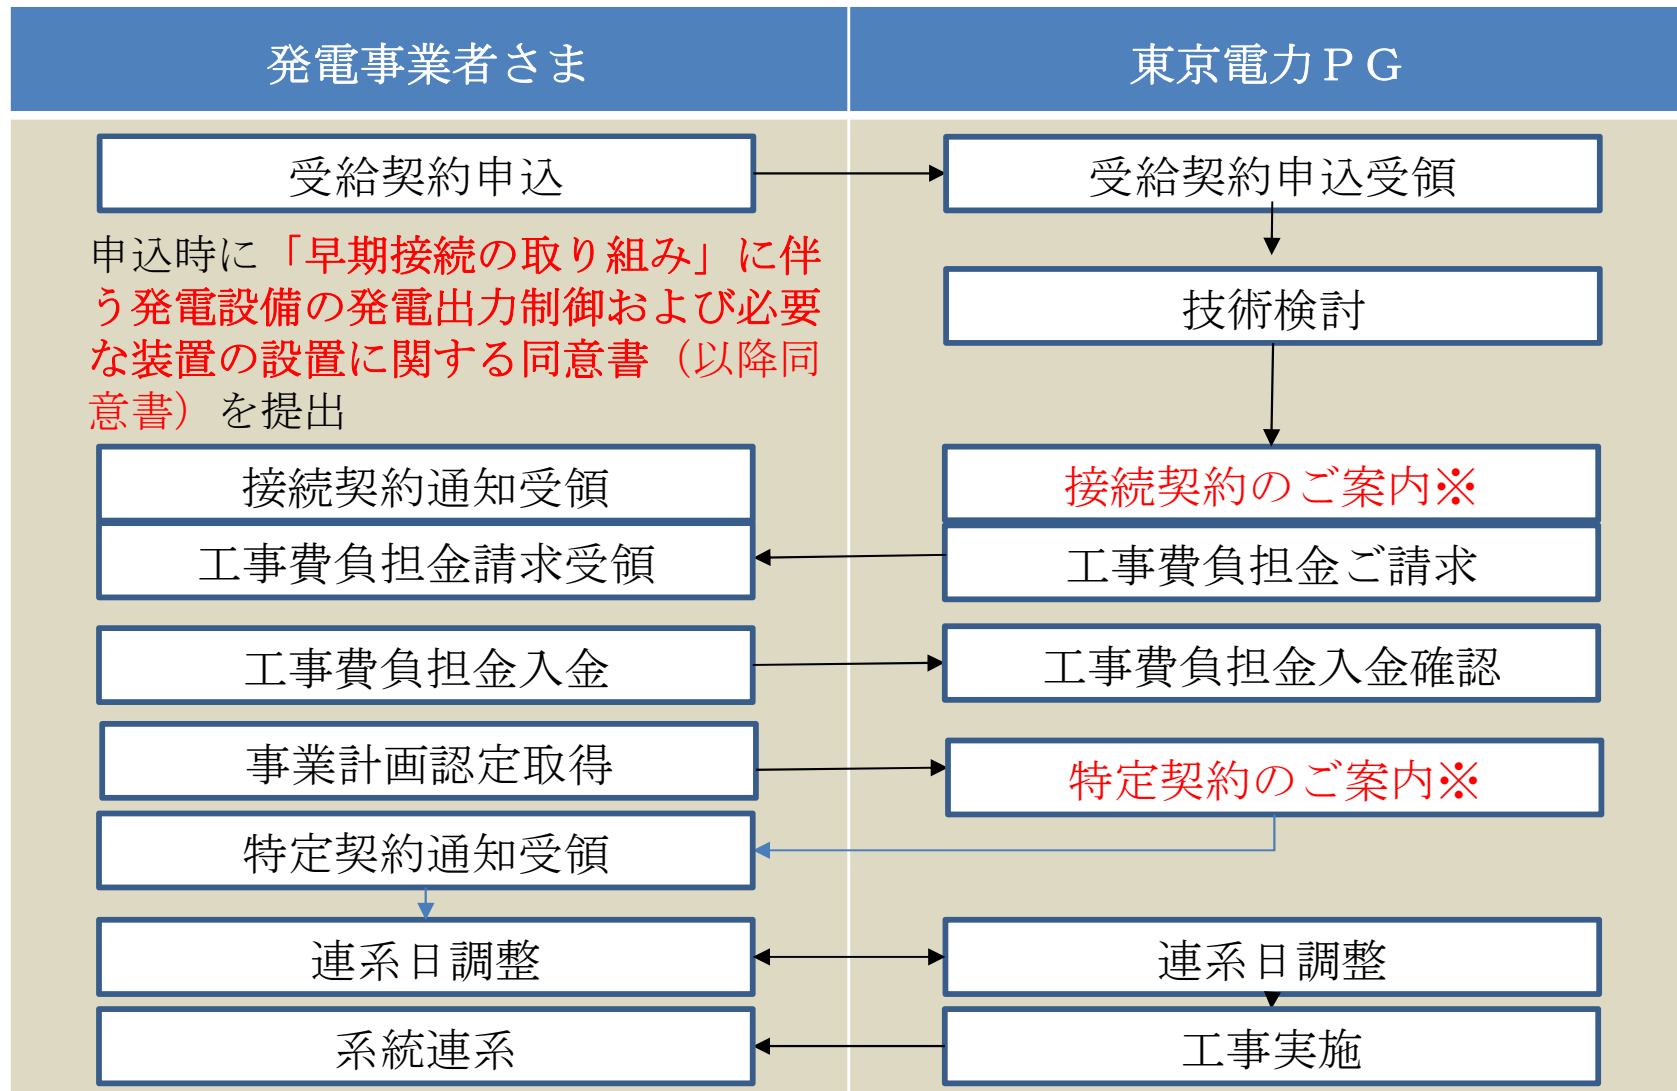 発電事業者さま
東京電力ＰＧ
受給契約申込
受給契約申込受領
申込時に「早期接続の取り組み」に伴
う発電設備の発電出力制御および必要
な装置の設置に関する同意書（以降同
意書）を提出
技術検討
接続契約通知受領
接続契約のご案内※
工事費負担金請求受領
工事費負担金ご請求
工事費負担金入金
工事費負担金入金確認
事業計画認定取得
特定契約のご案内※
特定契約通知受領
連系日調整
連系日調整
系統連系
工事実施